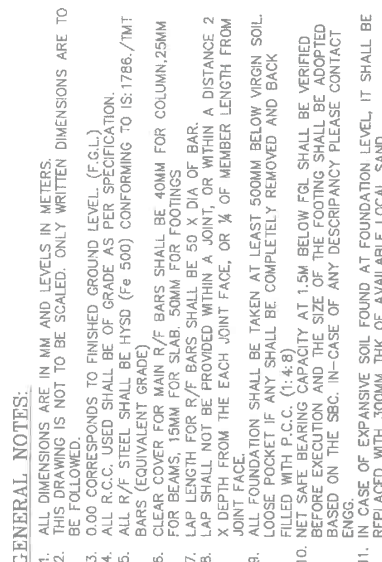 GENERAL NOTES:
1. ALL DIMENSIONS ARE IN MM AND LEVELS IN METERS.
2. THIS DRAWING IS NOT TO BE SCALED. ONLY WRITTEN DIMENSIONS ARE TO
BE FOLLOWED.
3. 0.00 CORRESPONDS TO FINISHED GROUND LEVEL. (F.G.L.)
4. ALL R.C.C. USED SHALL BE OF GRADE AS PER SPECIFICATION.
5. ALL R/F STEEL SHALL BE HYSD (Fe 500) CONFORMING TO IS:1786./TMT
BARS (EQUIVALENT GRADE)
6. CLEAR COVER FOR MAIN R/F BARS SHALL BE 40MM FOR COLUMN,25MM
FOR BEAMS, 15MM FOR SLAB. 50MM FOR FOOTINGS
7. LAP LENGTH FOR R/F BARS SHALL BE 50 X DIA OF BAR.
8. LAP SHALL NOT BE PROVIDED WITHIN A JOINT, OR WITHIN A DISTANCE 2
X DEPTH FROM THE EACH JOINT FACE, OR ¼ OF MEMBER LENGTH FROM
JOINT FACE.
9. ALL FOUNDATION SHALL BE TAKEN AT LEAST 500MM BELOW VIRGIN SOIL.
LOOSE POCKET IF ANY SHALL BE COMPLETELY REMOVED AND BACK
FILLED WITH P.C.C. (1:4:8)
10. NET SAFE BEARING CAPACITY AT 1.5M BELOW FGL SHALL BE VERIFIED
BEFORE EXECUTION AND THE SIZE OF THE FOOTING SHALL BE ADOPTED
BASED ON THE SBC. IN-CASE OF ANY DESCRIPANCY PLEASE CONTACT
ENGG.
11. IN CASE OF EXPANSIVE SOIL FOUND AT FOUNDATION LEVEL, IT SHALL BE
REPLACED WITH 300MM THK OF AVAILABLE LOCAL SAND